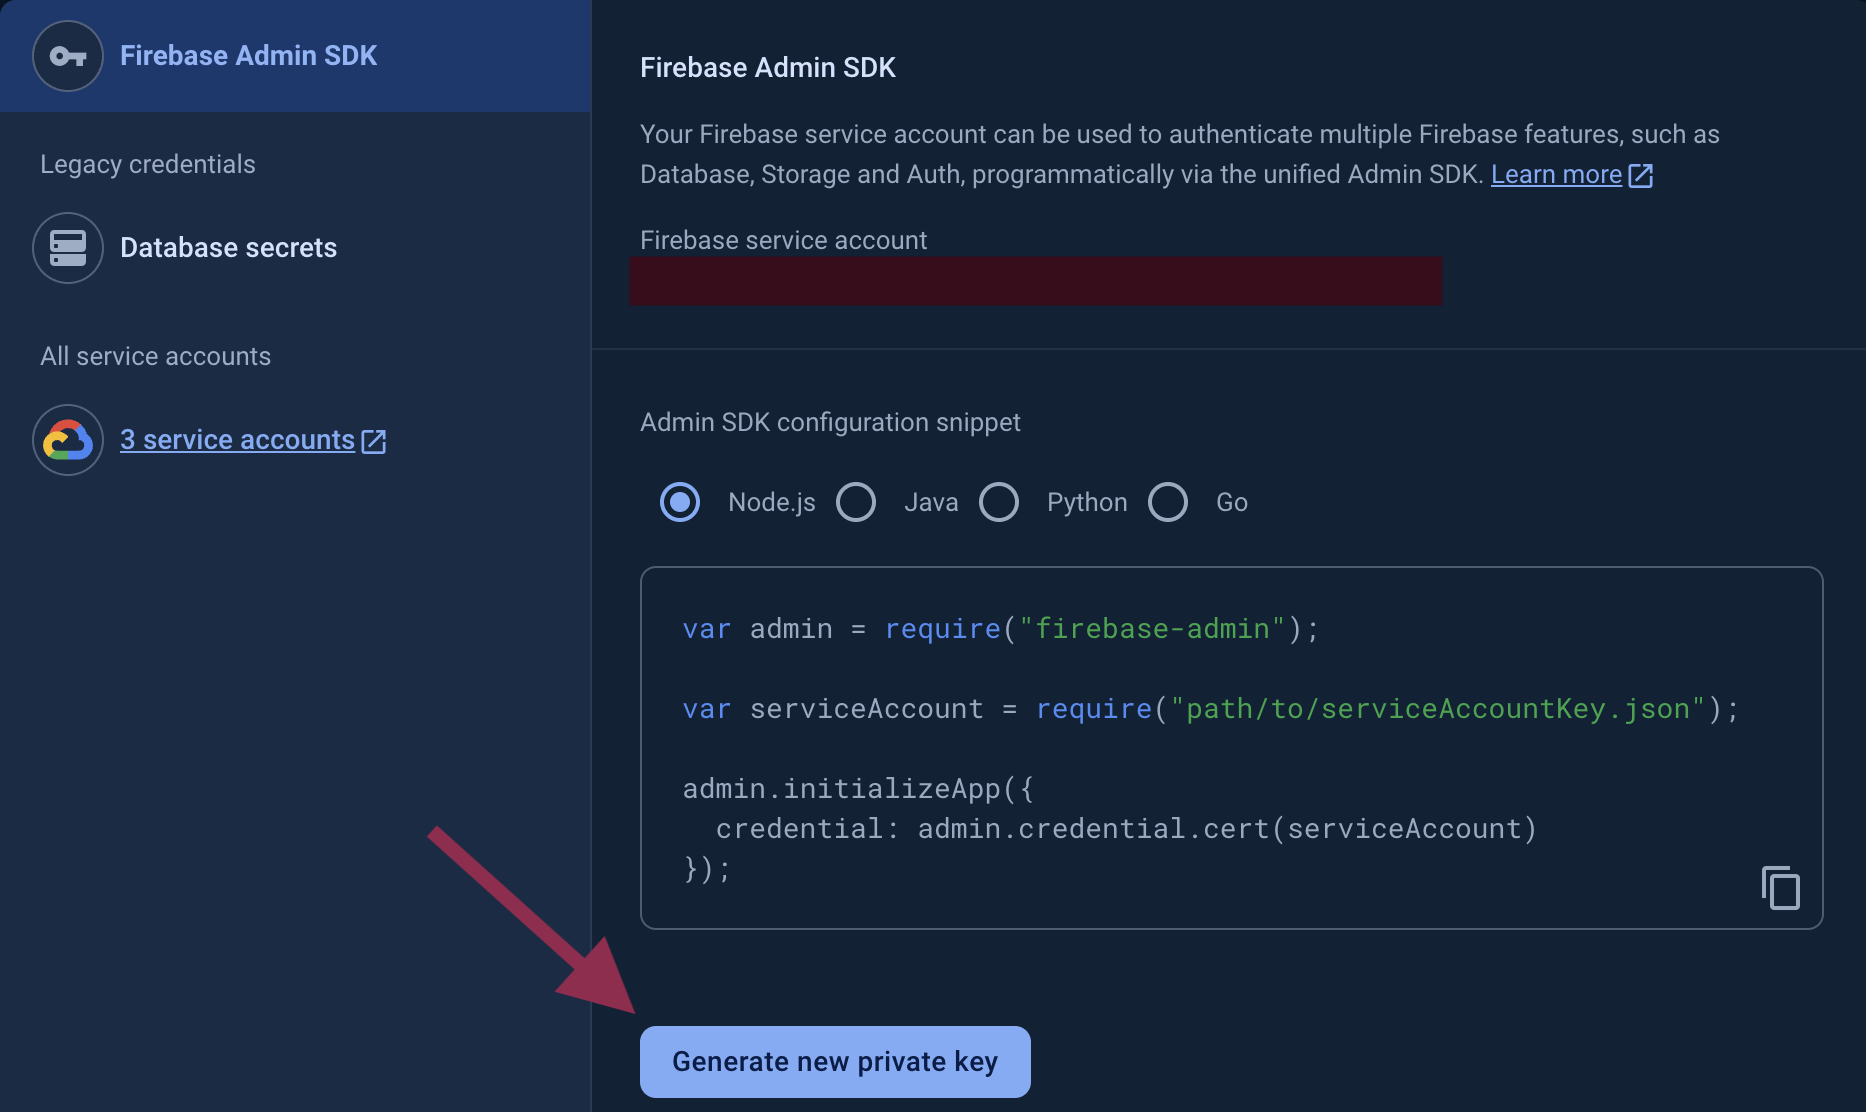 Firebase Admin SDK
Legacy credentials
Database secrets
All service accounts
3 service accounts
Firebase Admin SDK
Your Firebase service account can be used to authenticate multiple Firebase features, such as
Database, Storage and Auth, programmatically via the unified Admin SDK. Learn more
Firebase service account
Admin SDK configuration snippet
Node.js Java Python Go
var admin = require("firebase-admin");
var serviceAccount = require("path/to/serviceAccountKey.json");
admin.initializeApp({
  credential: admin.credential.cert(serviceAccount)
});
Generate new private key